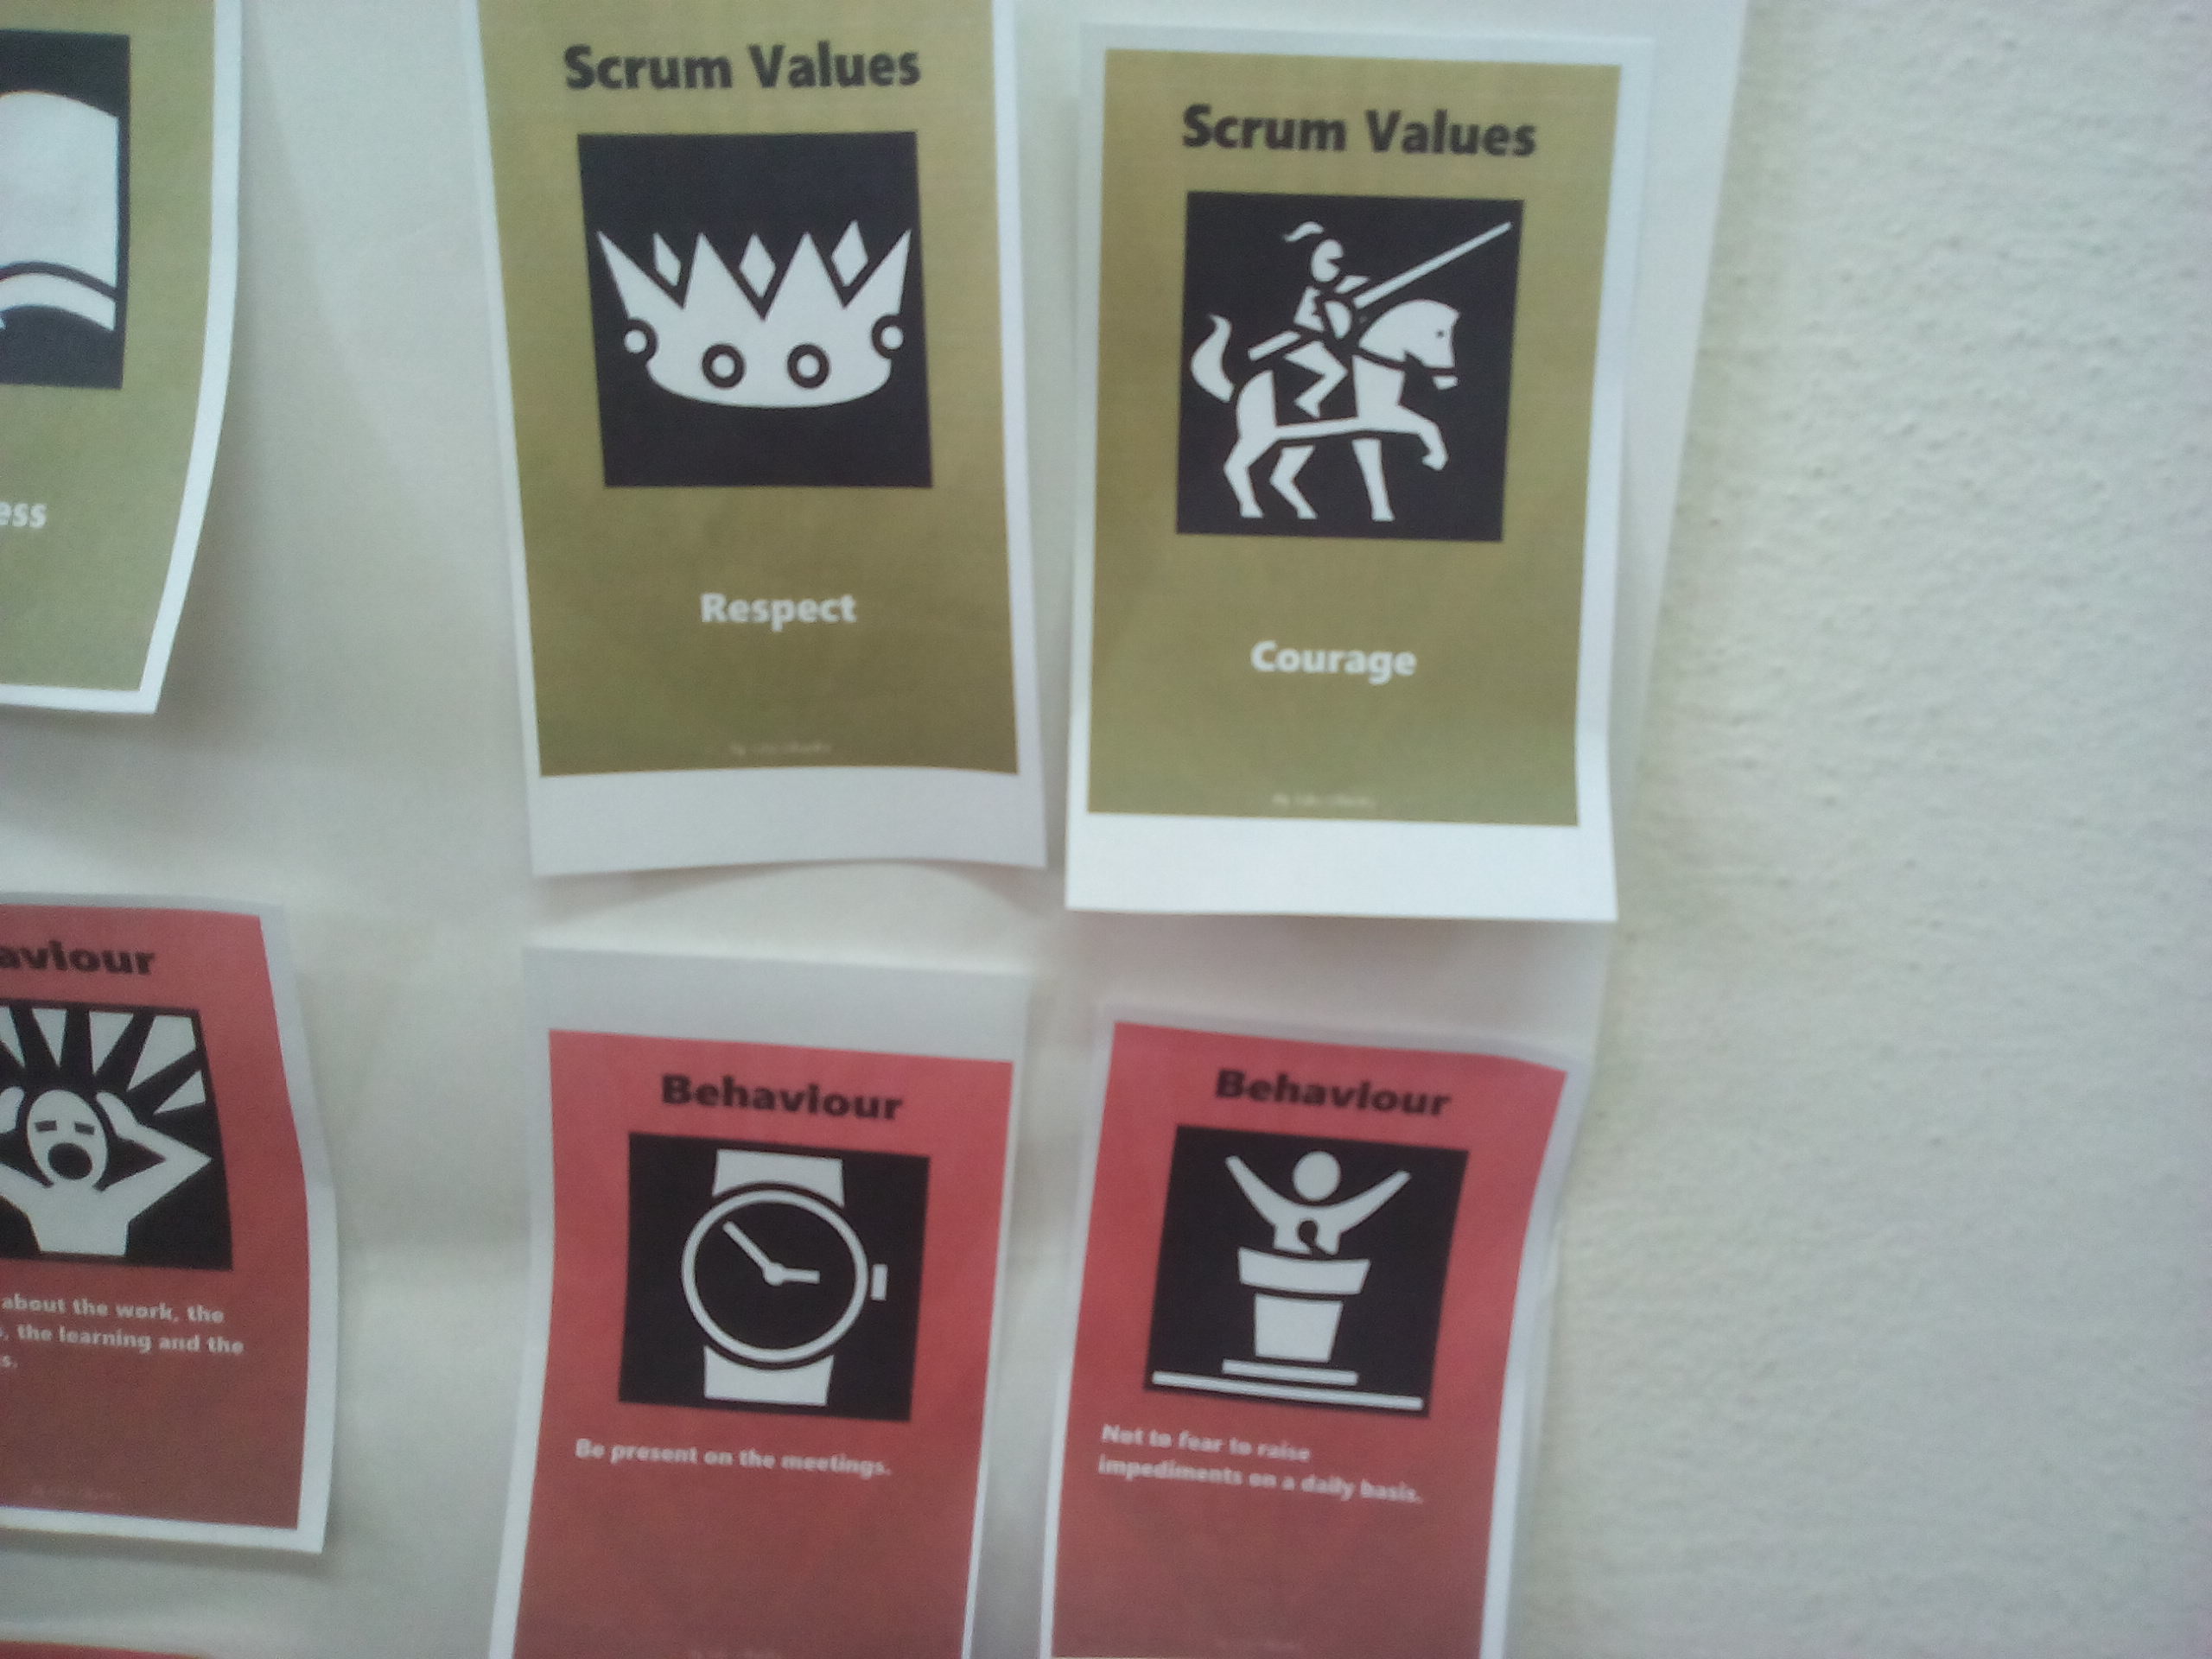 Scrum Values
Respect
Scrum Values
Courage
ess
aviour
about the work, the
, the learning and the
s.
Behaviour
Be present on the meetings.
Behaviour
Not to fear to raise
impediments on a daily basis.